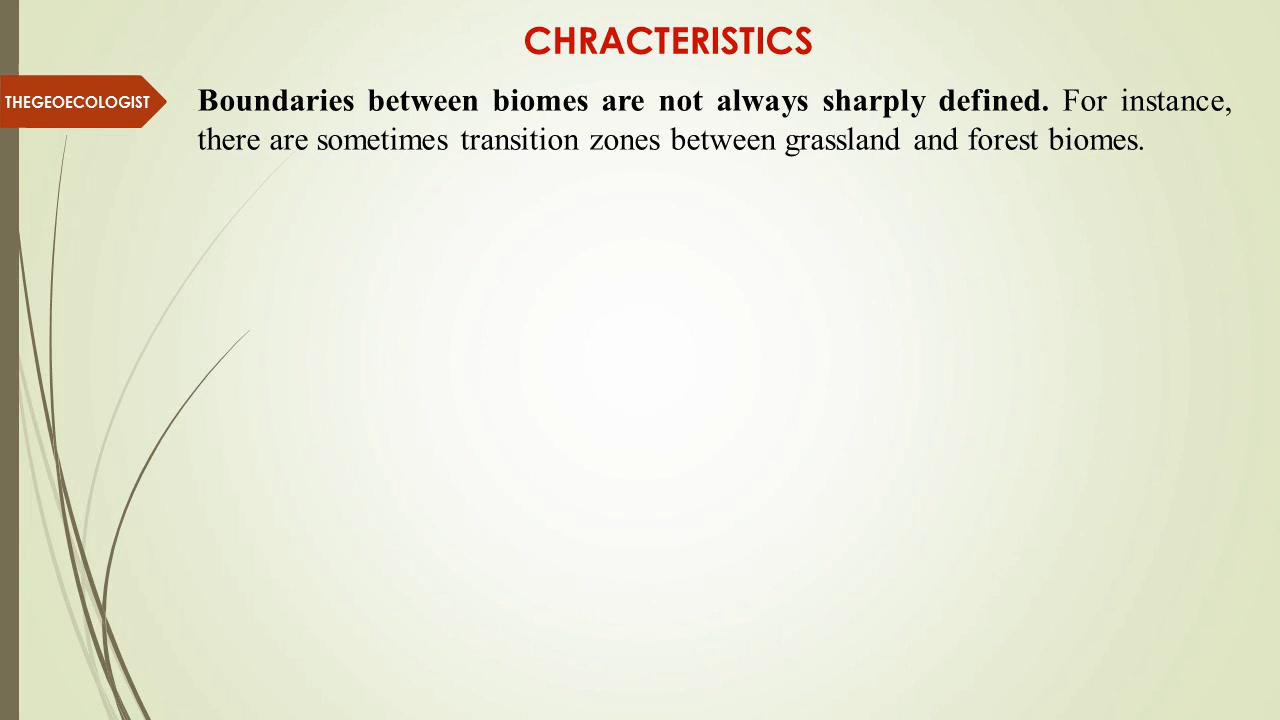 CHRACTERISTICS
THEGEOECOLOGIST
Boundaries between biomes are not always sharply defined. For instance,
there are sometimes transition zones between grassland and forest biomes.